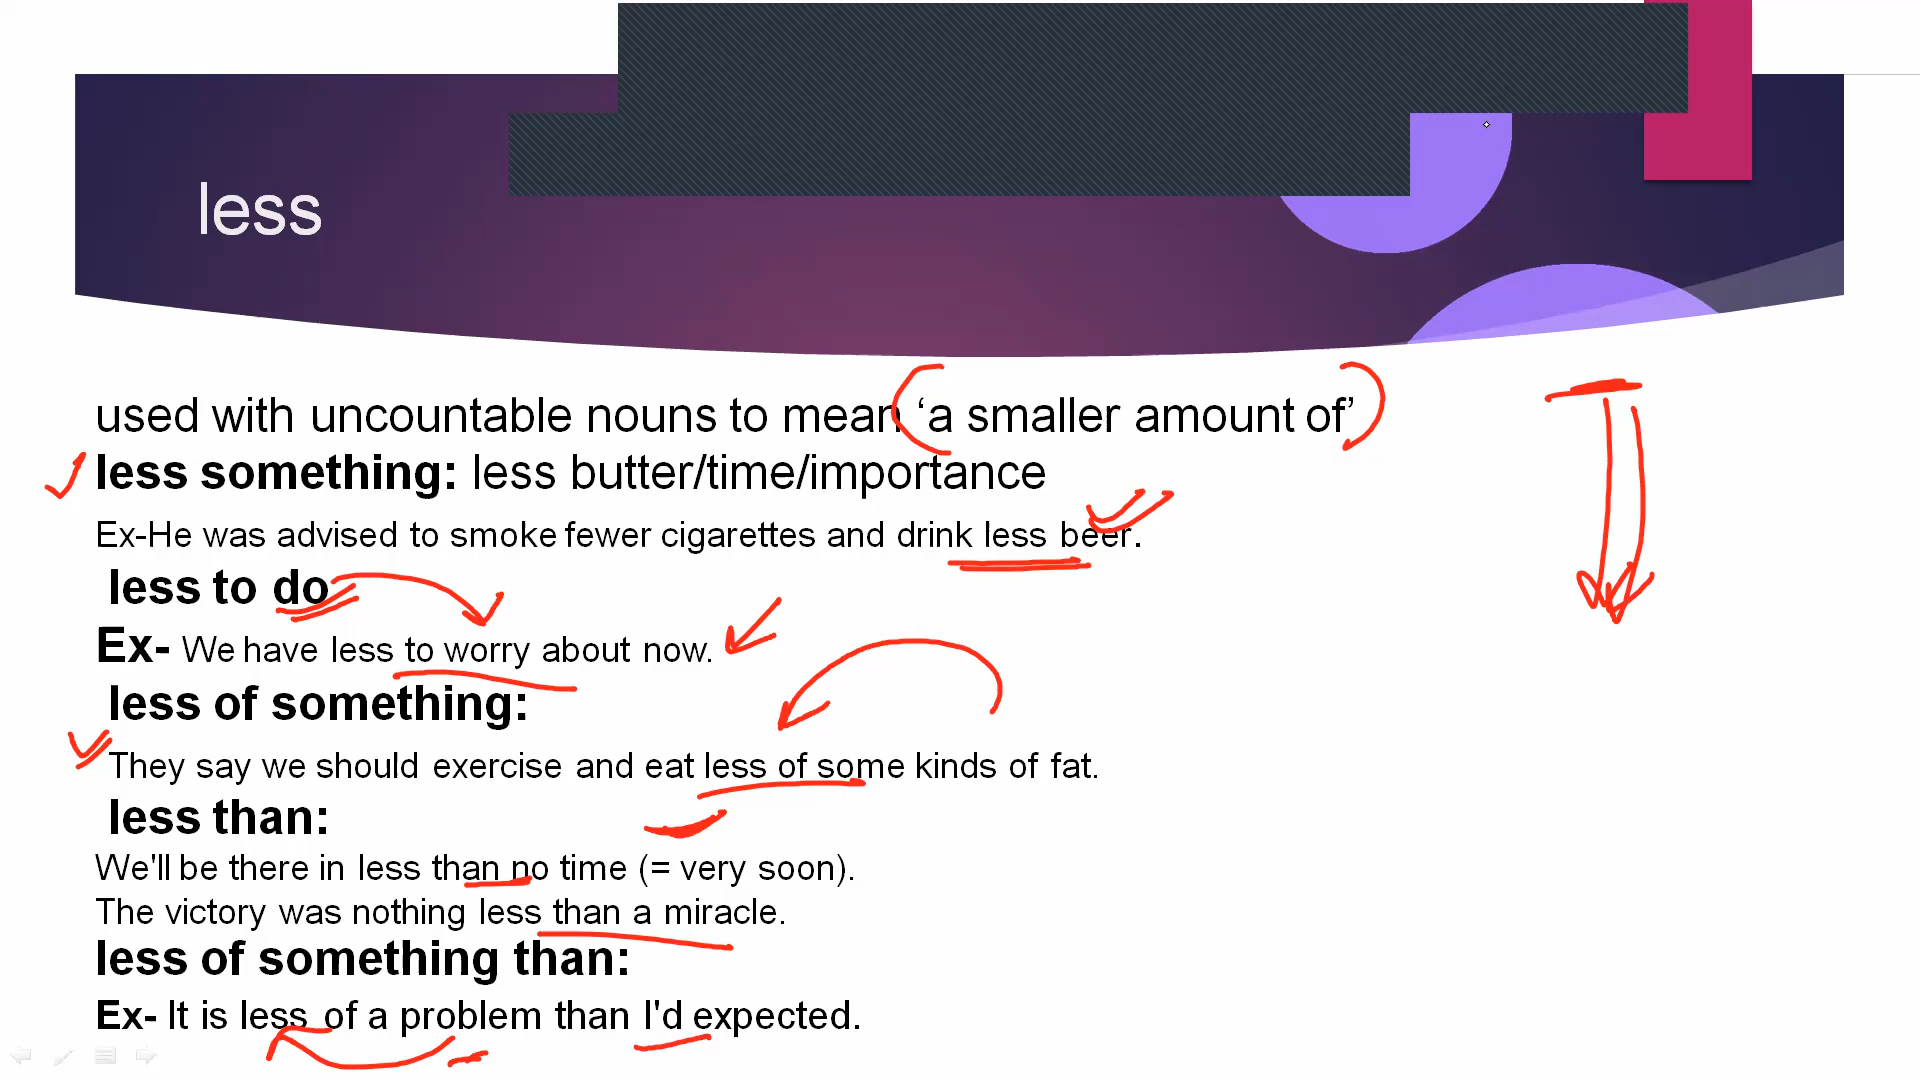 less
used with uncountable nouns to mean ‘a smaller amount of’
less something: less butter/time/importance
Ex-He was advised to smoke fewer cigarettes and drink less beer.
less to do
Ex- We have less to worry about now.
less of something:
They say we should exercise and eat less of some kinds of fat.
less than:
We'll be there in less than no time (= very soon).
The victory was nothing less than a miracle.
less of something than:
Ex- It is less of a problem than I'd expected.